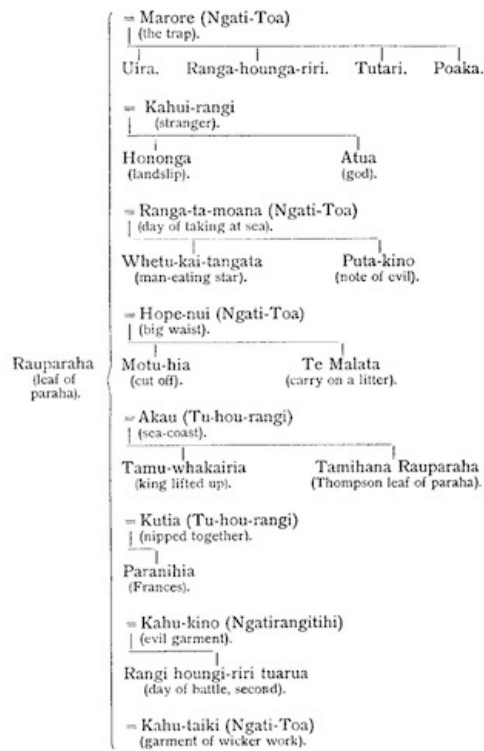 = Marore (Ngati-Toa)
(the trap).
Uira. Ranga-hounga-riri. Tutari. Poaka.
= Kahui-rangi
(stranger).
Hononga Atua
(landslip). (god).
= Ranga-ta-moana (Ngati-Toa)
(day of taking at sea).
Whetu-kai-tangata Puta-kino
(man-eating star). (note of evil).
= Hope-nui (Ngati-Toa)
(big waist).
Rauparaha Motu-hia Te Malata
(leaf of (cut off). (carry on a litter).
paraha).
= Akau (Tu-hou-rangi)
(sea-coast).
Tamu-whakairia Tamihana Rauparaha
(king lifted up). (Thompson leaf of paraha).
= Kutia (Tu-hou-rangi)
(nipped together).
Paranihia
(Frances).
= Kahu-kino (Ngatirangitihi)
(evil garment).
Rangi houngi-riri tuarua
(day of battle, second).
= Kahu-taiki (Ngati-Toa)
(garment of wicker work).